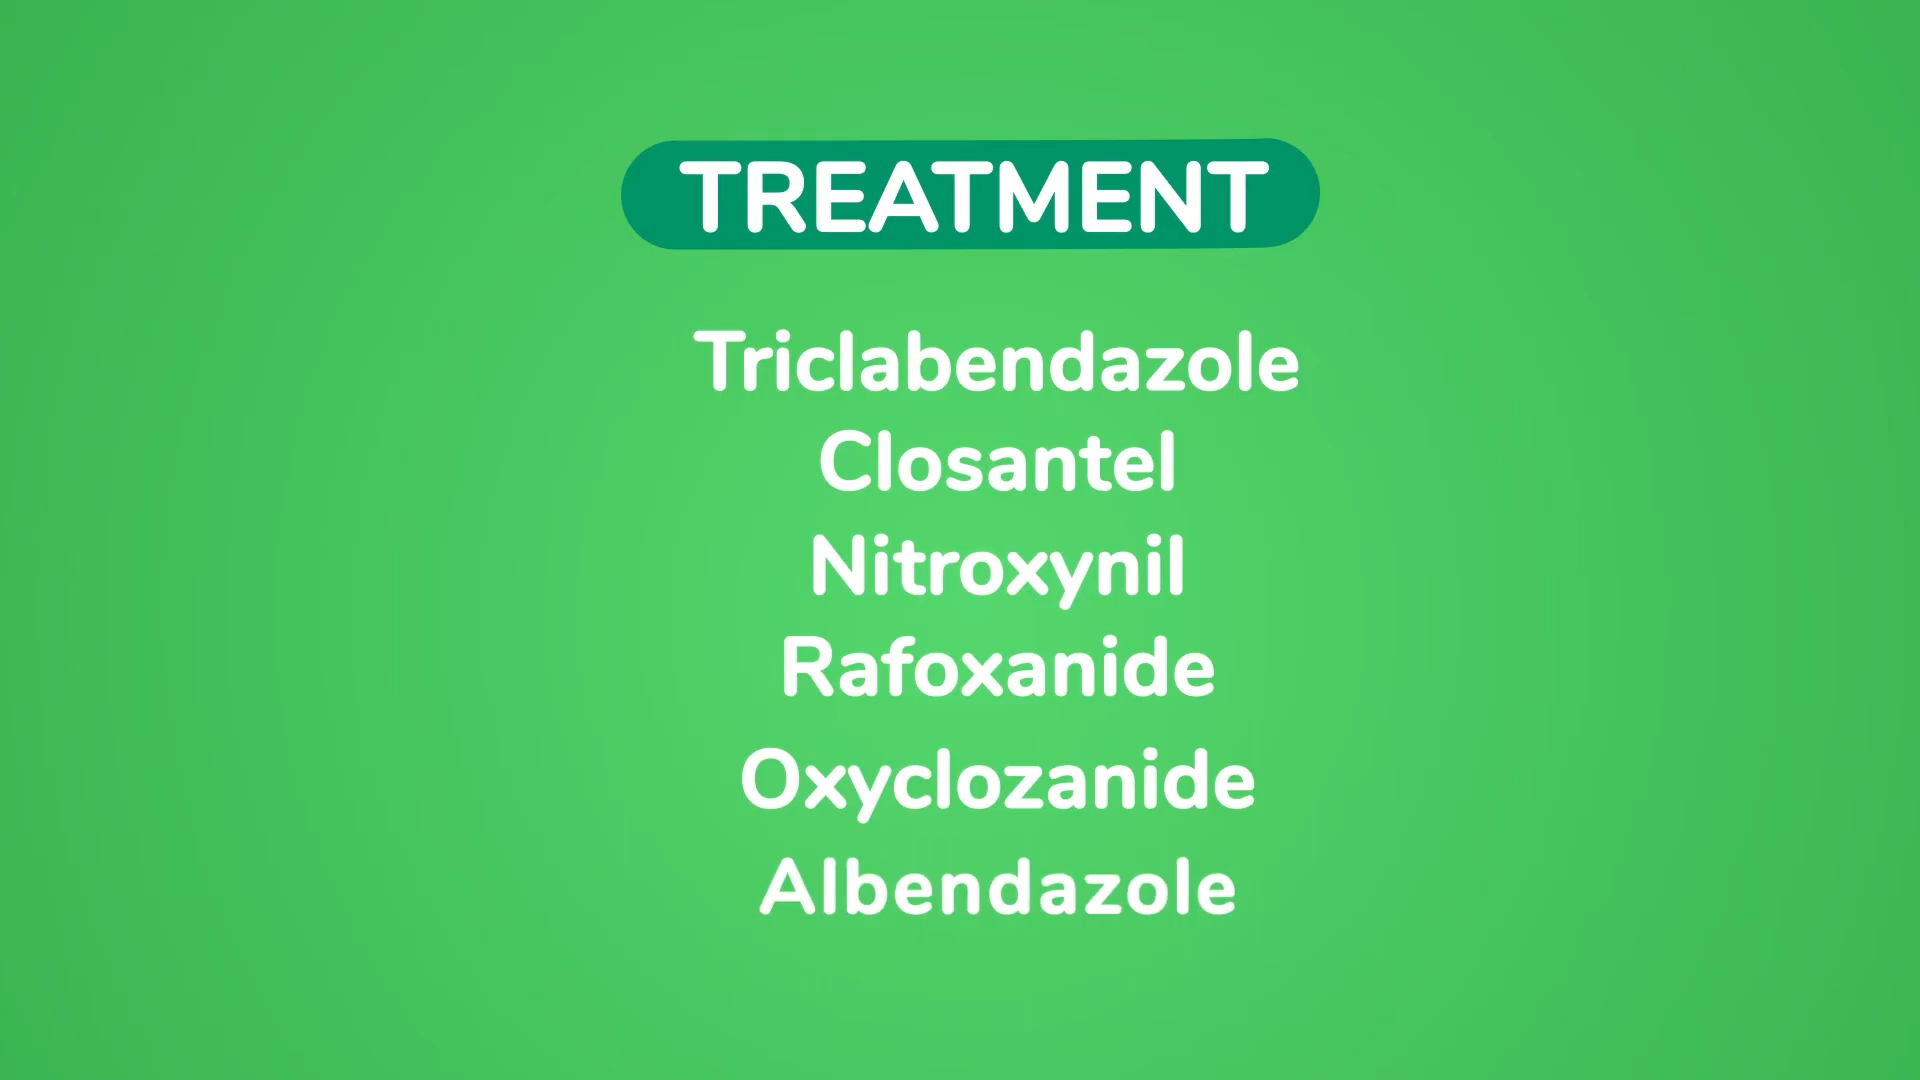 TREATMENT
Triclabendazole
Closantel
Nitroxynil
Rafoxanide
Oxyclozanide
Albendazole